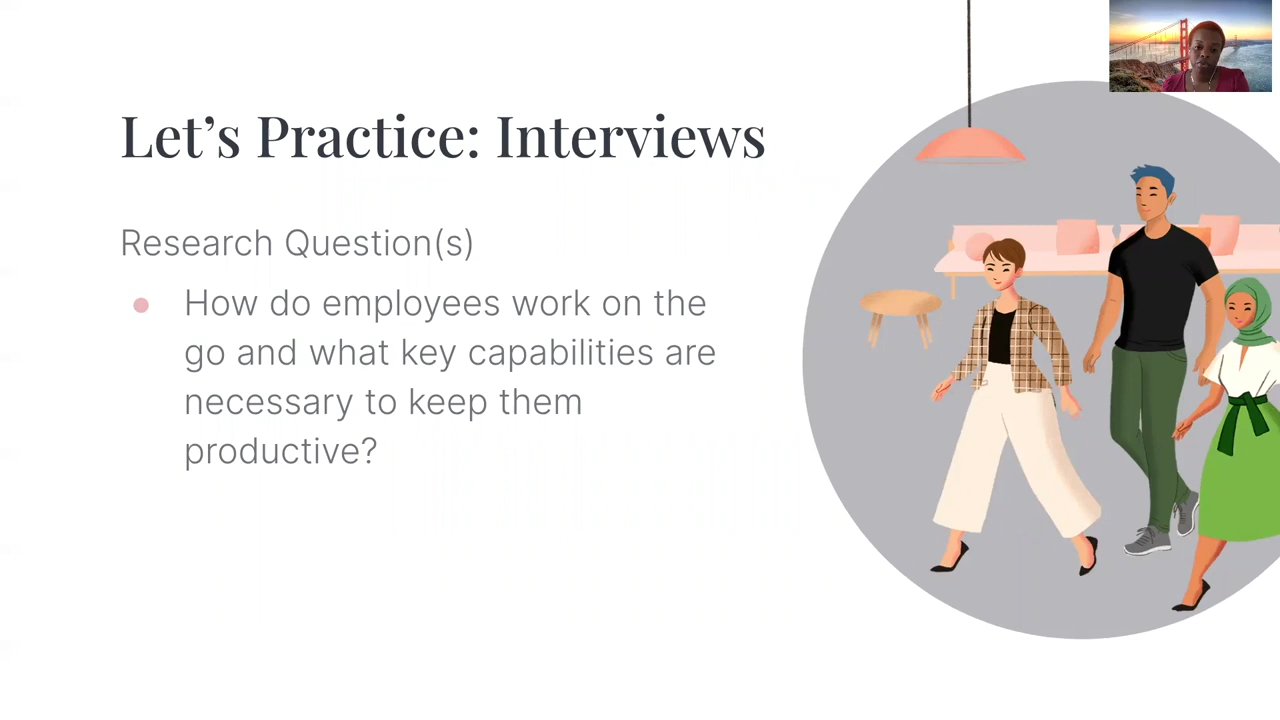 Let's Practice: Interviews
Research Question(s)
How do employees work on the
go and what key capabilities are
necessary to keep them
productive?